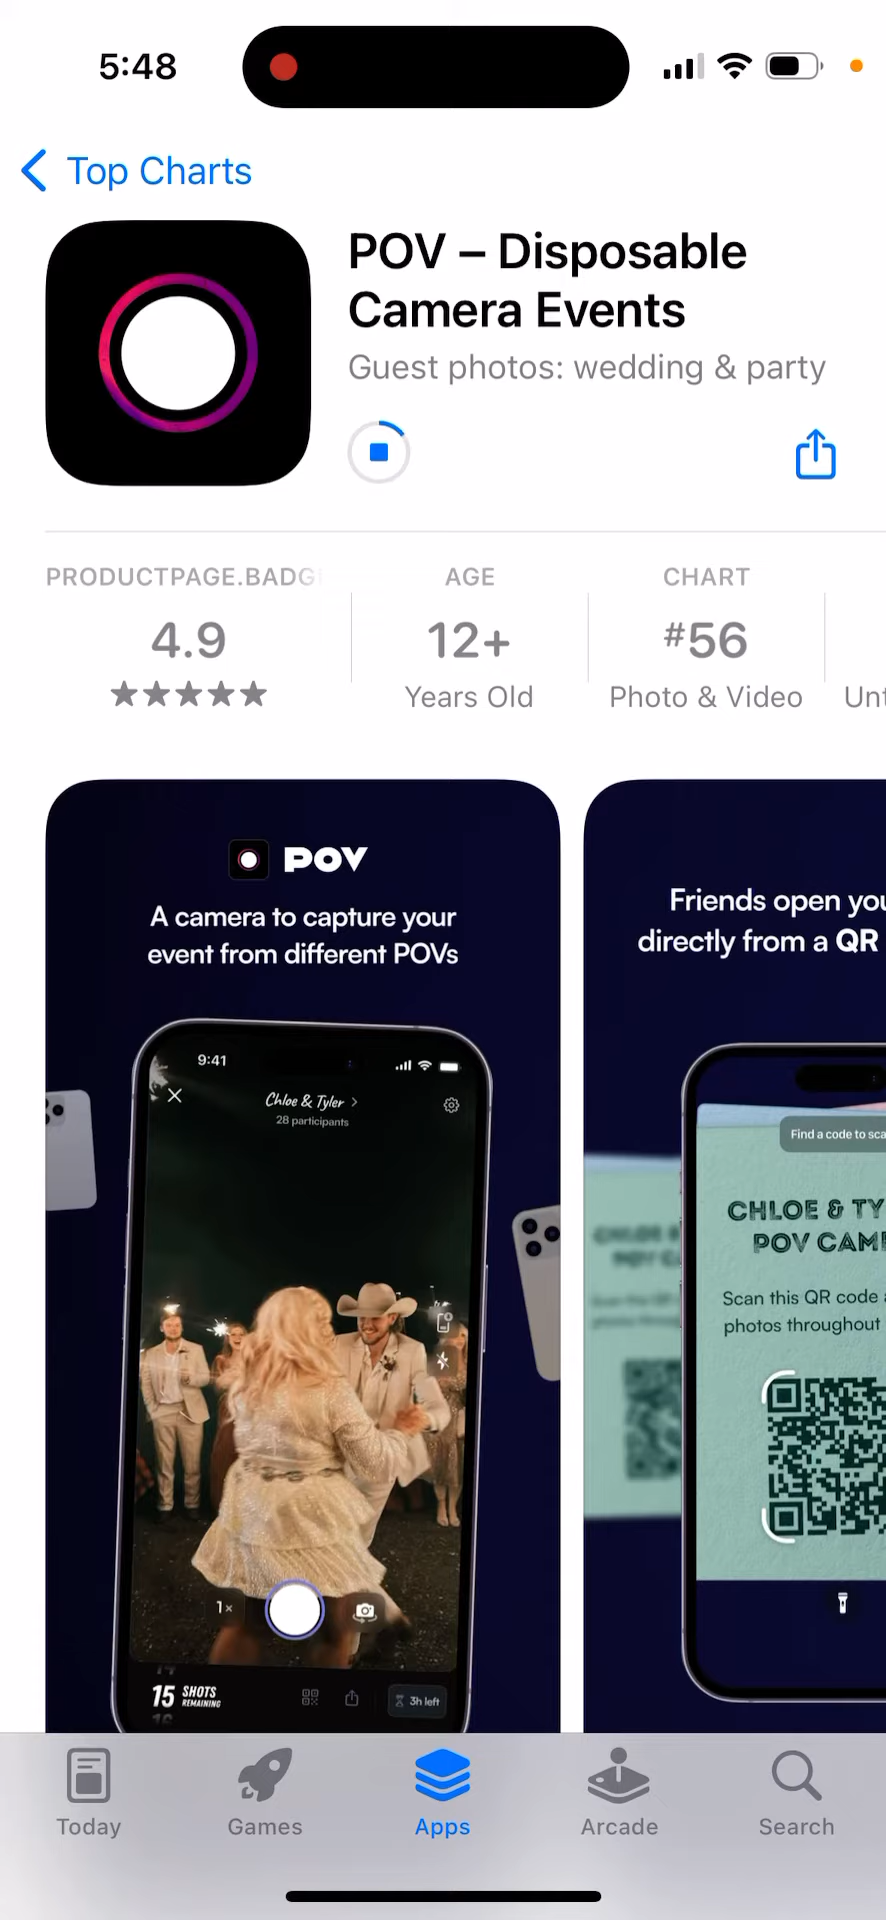 5:48
Top Charts
POV – Disposable
Camera Events
Guest photos: wedding & party
PRODUCTPAGE.BADG
AGE
CHART
4.9
12+
#56
Years Old
Photo & Video
Unt
POV
A camera to capture your
event from different POVs
9:41
Chloe & Tyler >
28 participants
1×
15 SHOTS
REMAINING
3h left
Friends open you
directly from a QR
Find a code to sca
CHLOE & TY
POV CAM
Scan this QR code
photos throughout
Today
Games
Apps
Arcade
Search